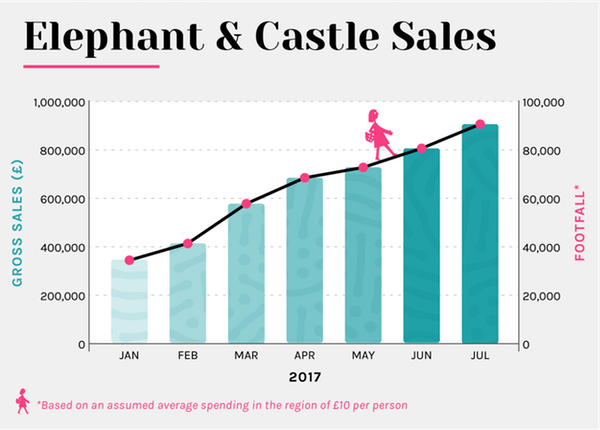 Elephant & Castle Sales
GROSS SALES (£)
FOOTFALL*
1,000,000 100,000
800,000 80,000
600,000 60,000
400,000 40,000
200,000 20,000
0 0
JAN FEB MAR APR MAY JUN JUL
2017
*Based on an assumed average spending in the region of £10 per person